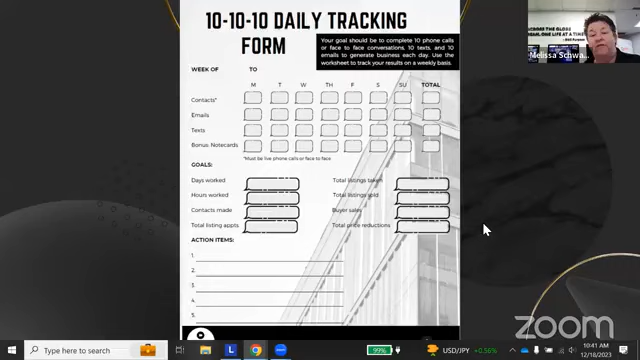 10-10-10 DAILY TRACKING
FORM
Your goal should be to complete 10 phone calls
or face to face conversations, 10 texts, and 10
emails to generate business each day. Use the
worksheet to track your results on a weekly basis.
WEEK OF TO
M T W TH F S SU TOTAL
Contacts*
Emails
Texts
Bonus: Notecards
*Must be live phone calls or face to face
GOALS:
Days worked Total listings taken
Hours worked Total listings sold
Contacts made Buyer sales
Total listing appts Total price reductions
ACTION ITEMS:
1.
2.
3.
4.
5.
Melissa Schwa...
zoom
Type here to search
L
99%
USD/JPY +0.56%
10:41 AM
12/18/2023